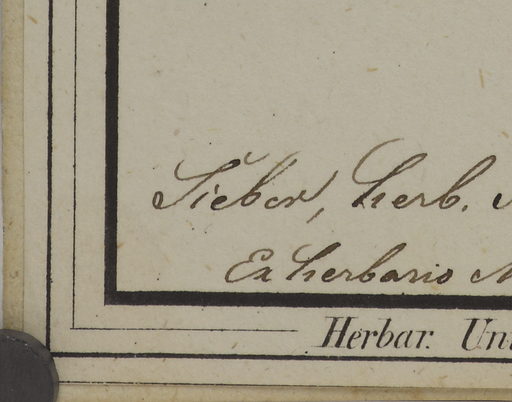 Sieber, herb.
Ex herbario
Herbar. Un